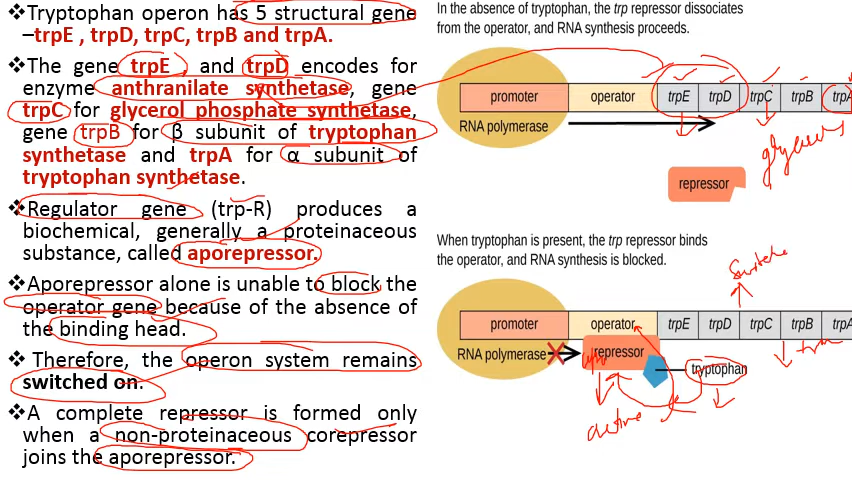 ❖Tryptophan operon has 5 structural gene
–trpE , trpD, trpC, trpB and trpA.
❖The gene trpE , and trpD encodes for
enzyme anthranilate synthetase, gene
trpC for glycerol phosphate synthetase,
gene trpB for β subunit of tryptophan
synthetase and trpA for α subunit of
tryptophan synthetase.
❖Regulator gene (trp-R) produces a
biochemical, generally a proteinaceous
substance, called aporepressor.
❖Aporepressor alone is unable to block the
operator gene because of the absence of
the binding head.
❖Therefore, the operon system remains
switched on.
❖A complete repressor is formed only
when a non-proteinaceous corepressor
joins the aporepressor.
In the absence of tryptophan, the trp repressor dissociates
from the operator, and RNA synthesis proceeds.
promoter operator trpE trpD trpC trpB trpA
RNA polymerase
repressor
When tryptophan is present, the trp repressor binds
the operator, and RNA synthesis is blocked.
promoter operator trpE trpD trpC trpB trpA
RNA polymerase
repressor
tryptophan
active